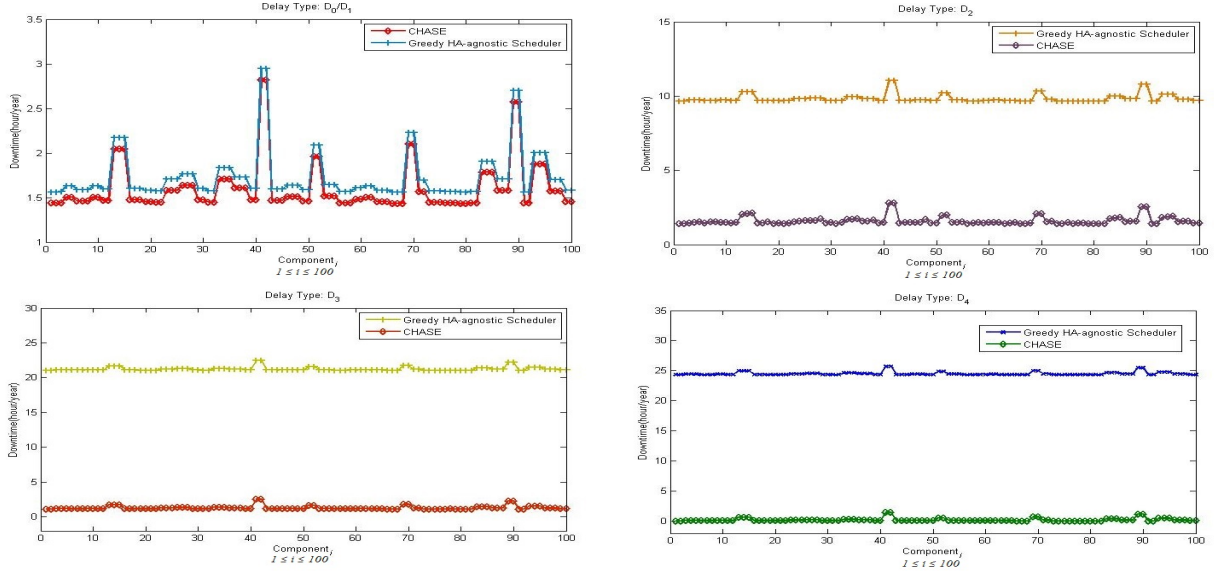 Delay Type: D0/D1
3.5
3
2.5
2
1.5
1
Downtime(hour/year)
CHASE
Greedy HA-agnostic Scheduler
0 10 20 30 40 50 60 70 80 90 100
Componenti
1 ≤ i ≤ 100
Delay Type: D2
15
10
5
0
Downtime(hour/year)
Greedy HA-agnostic Scheduler
CHASE
0 10 20 30 40 50 60 70 80 90 100
Componenti
1 ≤ i ≤ 100
Delay Type: D3
30
25
20
15
10
5
0
Downtime(hour/year)
Greedy HA-agnostic Scheduler
CHASE
0 10 20 30 40 50 60 70 80 90 100
Componenti
1 ≤ i ≤ 100
Delay Type: D4
35
30
25
20
15
10
5
0
Downtime(hour/year)
Greedy HA-agnostic Scheduler
CHASE
0 10 20 30 40 50 60 70 80 90 100
Componenti
1 ≤ i ≤ 100